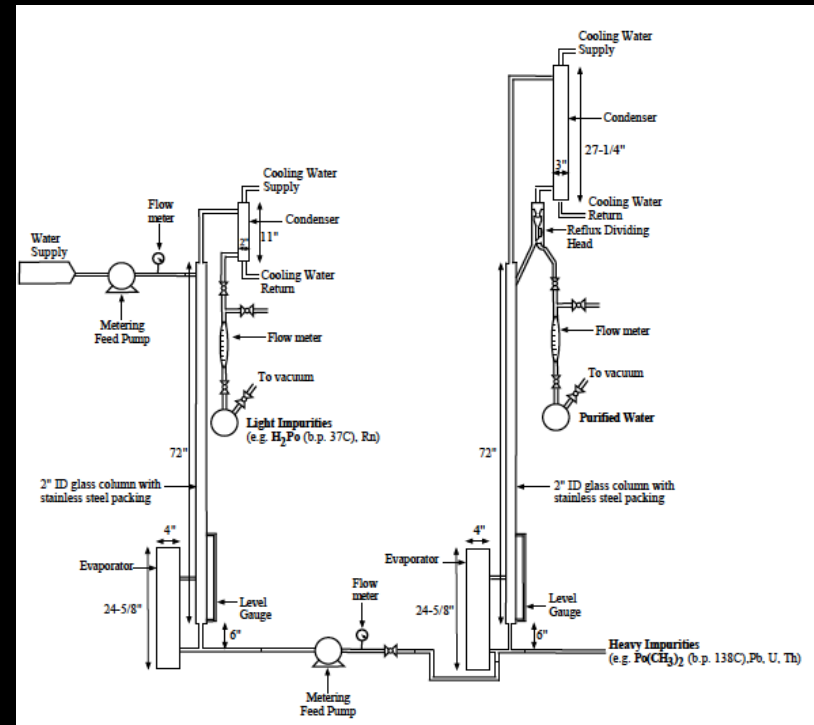 Cooling Water
Supply
Condenser
27-1/4"
3"
Cooling Water
Return
Reflux Dividing
Head
Cooling Water
Supply
Flow
meter
Condenser
11"
2"
Water
Supply
Cooling Water
Return
Metering
Feed Pump
Flow meter
To vacuum
Light Impurities
(e.g. H₂Po (b.p. 37C), Rn)
Flow meter
To vacuum
Purified Water
72"
72"
2" ID glass column with
stainless steel packing
2" ID glass column with
stainless steel packing
4"
Evaporator
24-5/8"
Level
Gauge
6"
Flow
meter
Metering
Feed Pump
4"
Evaporator
24-5/8"
Level
Gauge
6"
Heavy Impurities
(e.g. Po(CH₃)₂ (b.p. 138C),Pb, U, Th)